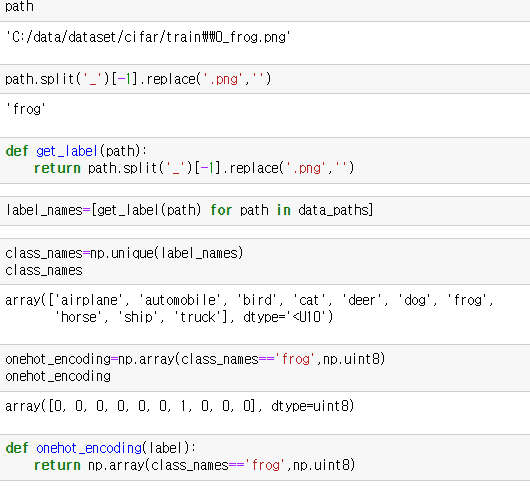 path
'C:/data/dataset/cifar/train₩₩0_frog.png'
path.split('_')[-1].replace('.png','')
'frog'
def get_label(path):
    return path.split('_')[-1].replace('.png','')
label_names=[get_label(path) for path in data_paths]
class_names=np.unique(label_names)
class_names
array(['airplane', 'automobile', 'bird', 'cat', 'deer', 'dog', 'frog',
       'horse', 'ship', 'truck'], dtype='<U10')
onehot_encoding=np.array(class_names=='frog',np.uint8)
onehot_encoding
array([0, 0, 0, 0, 0, 0, 1, 0, 0, 0], dtype=uint8)
def onehot_encoding(label):
    return np.array(class_names=='frog',np.uint8)